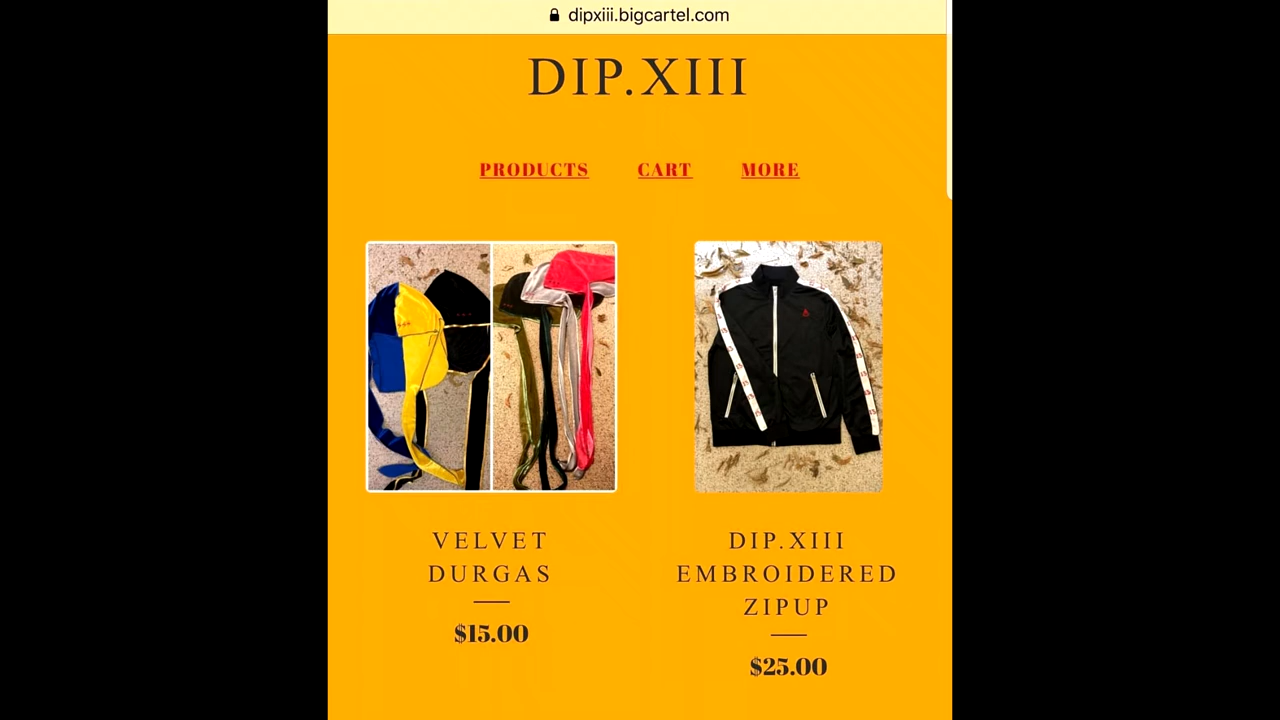 dipxiii.bigcartel.com
DIP.XIII
PRODUCTS CART MORE
VELVET
DURGAS
$15.00
DIP.XIII
EMBROIDERED
ZIPUP
$25.00